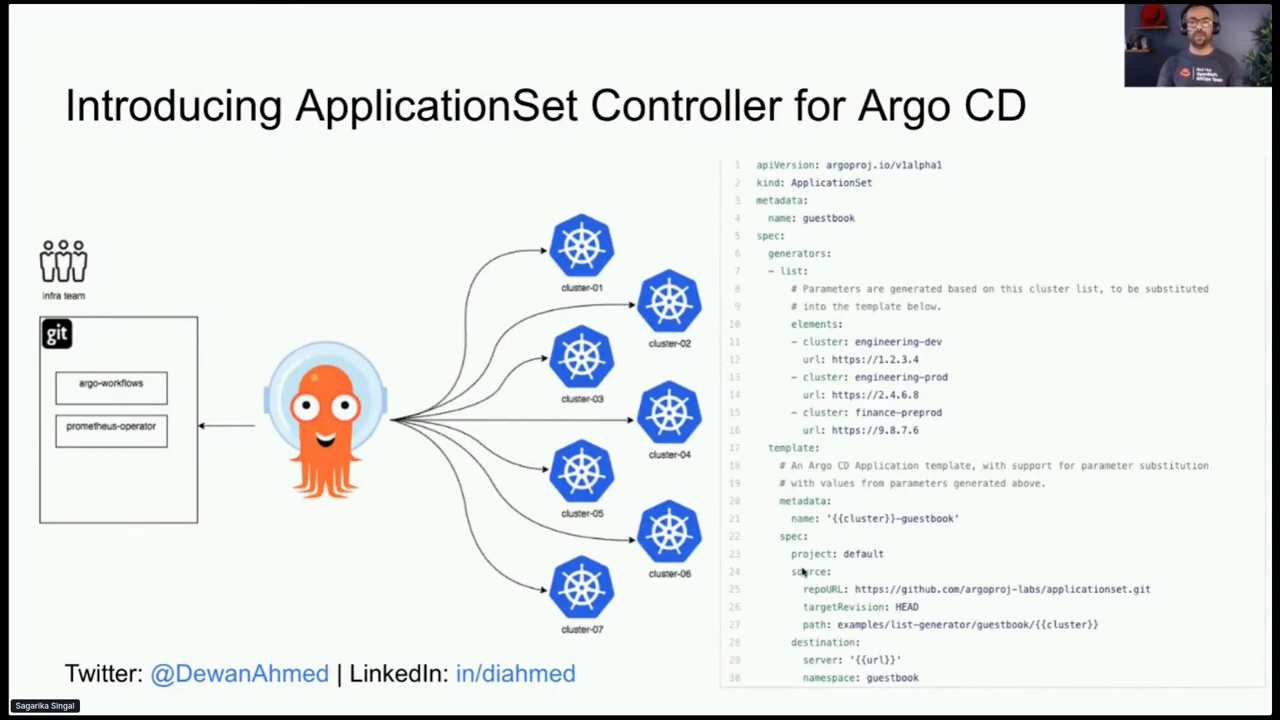 Introducing ApplicationSet Controller for Argo CD
infra team
git
argo-workflows
prometheus-operator
cluster-01
cluster-02
cluster-03
cluster-04
cluster-05
cluster-06
cluster-07
1 apiVersion: argoproj.io/v1alpha1
2 kind: ApplicationSet
3 metadata:
4 name: guestbook
5 spec:
6 generators:
7 - list:
8 # Parameters are generated based on this cluster list, to be substituted
9 # into the template below.
10 elements:
11 - cluster: engineering-dev
12 url: https://1.2.3.4
13 - cluster: engineering-prod
14 url: https://2.4.6.8
15 - cluster: finance-preprod
16 url: https://9.8.7.6
17 template:
18 # An Argo CD Application template, with support for parameter substitution
19 # with values from parameters generated above.
20 metadata:
21 name: '{{cluster}}-guestbook'
22 spec:
23 project: default
24 source:
25 repoURL: https://github.com/argoproj-labs/applicationset.git
26 targetRevision: HEAD
27 path: examples/list-generator/guestbook/{{cluster}}
28 destination:
29 server: '{{url}}'
30 namespace: guestbook
Twitter: @DewanAhmed | LinkedIn: in/diahmed
Sagarika Singal
Red Hat
OpenShift
GitOps Team